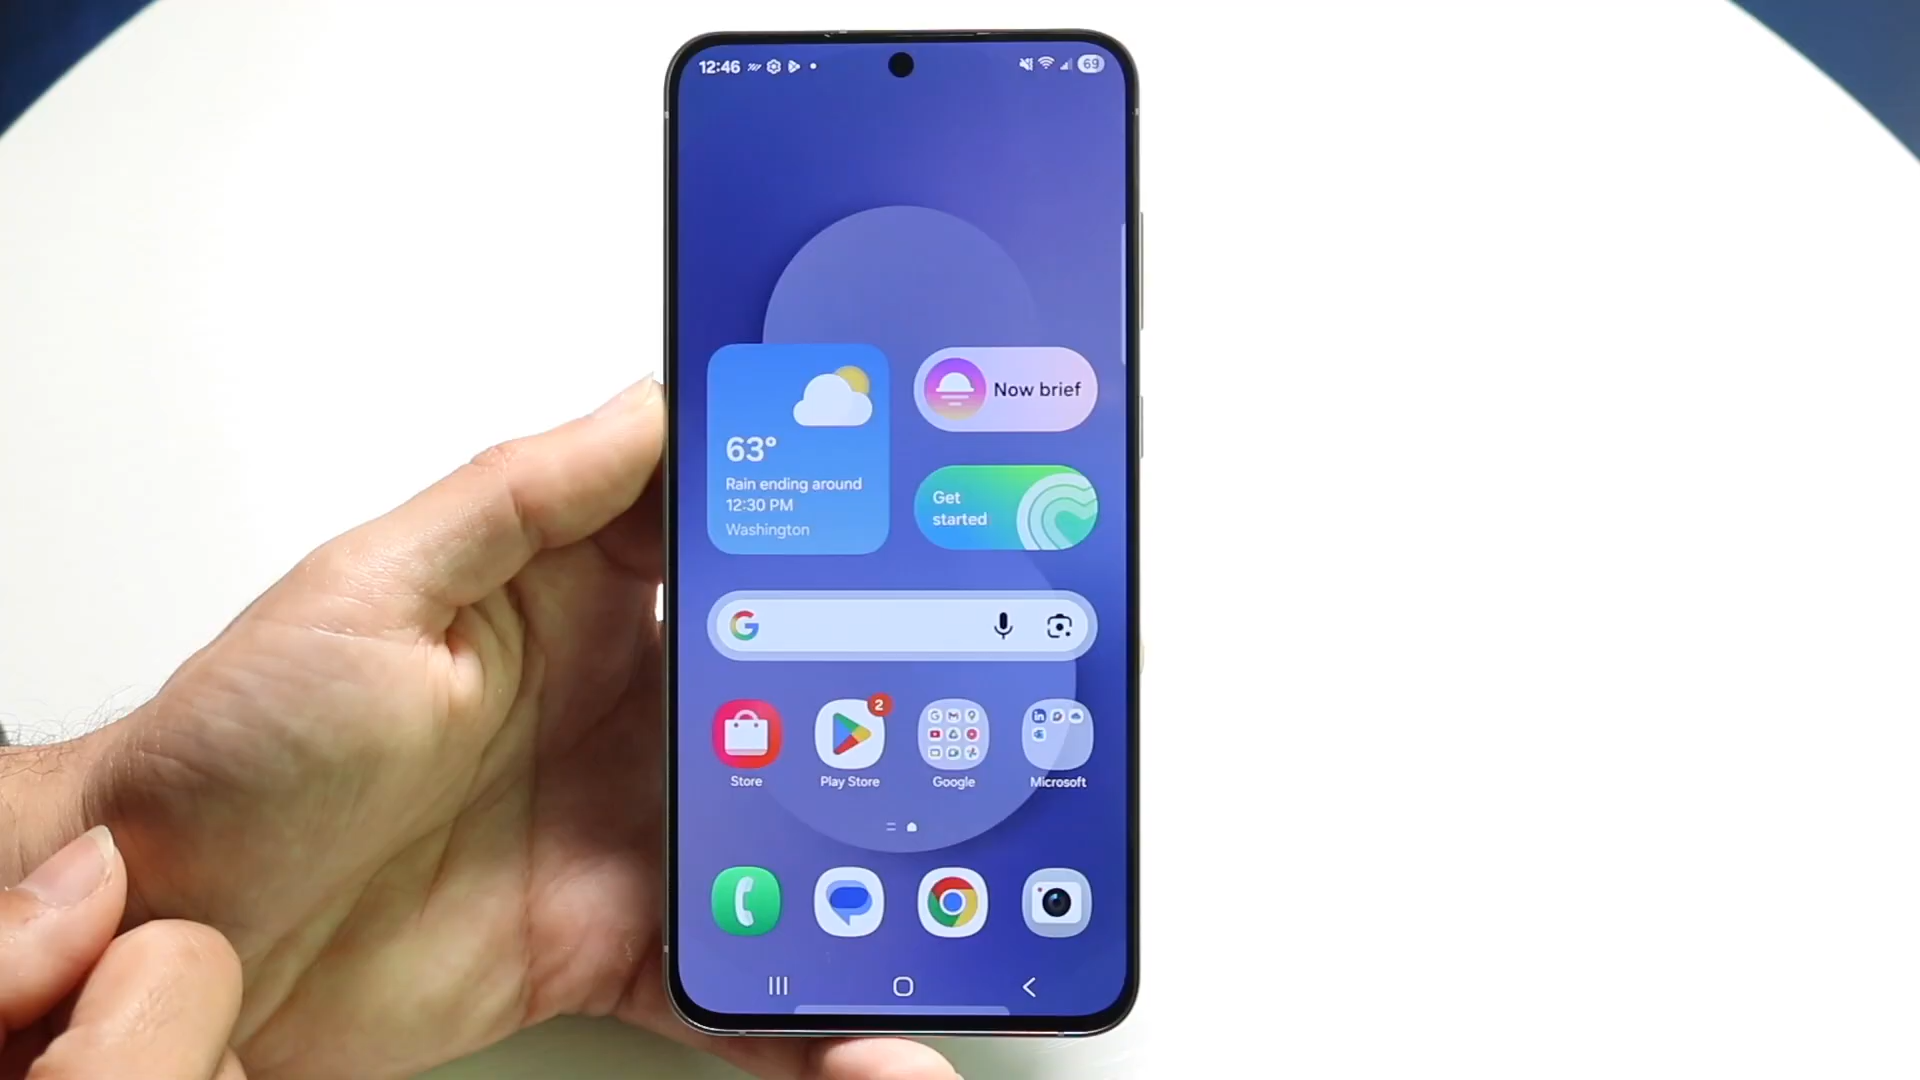 12:46
69
63°
Rain ending around
12:30 PM
Washington
Now brief
Get
started
2
Store
Play Store
Google
Microsoft